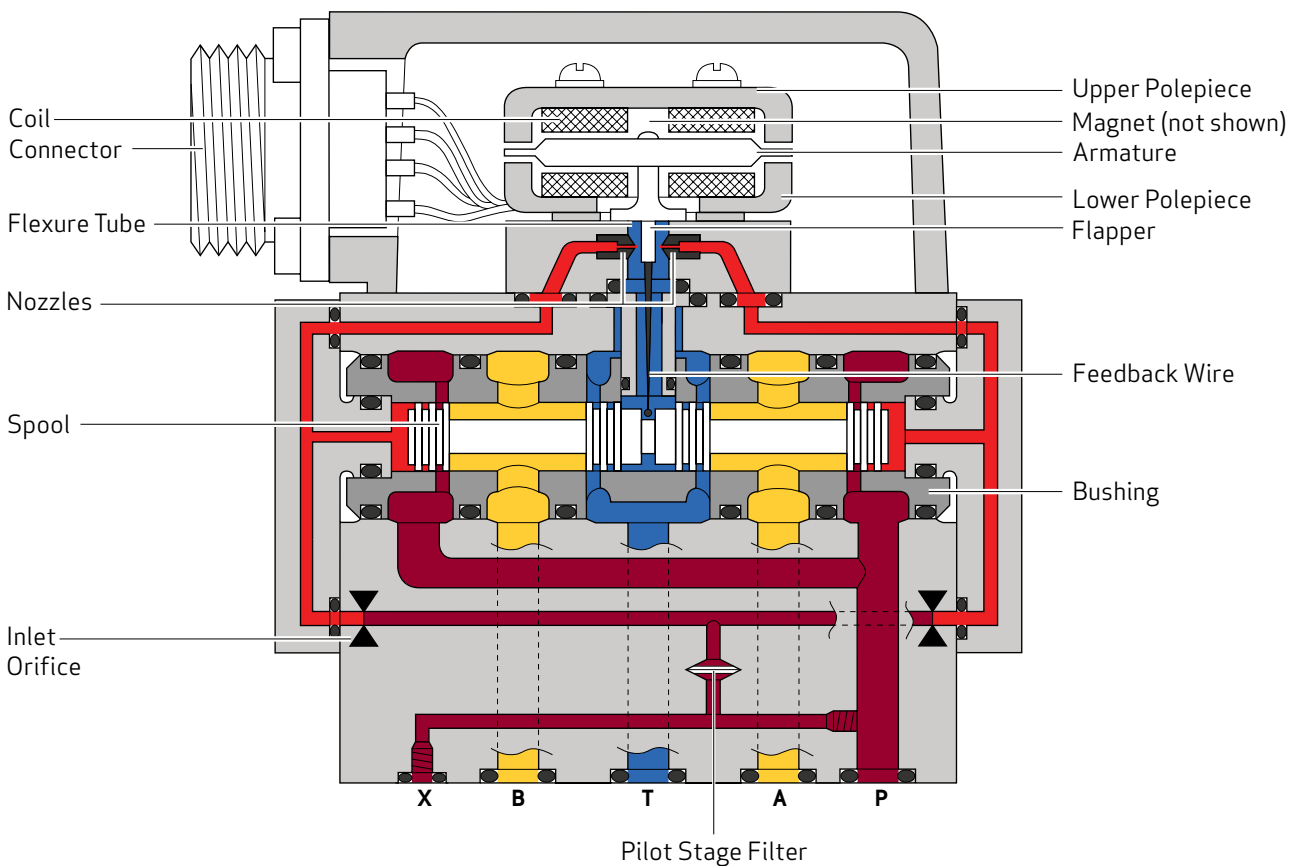 Coil
Connector
Flexure Tube
Nozzles
Spool
Inlet
Orifice
Upper Polepiece
Magnet (not shown)
Armature
Lower Polepiece
Flapper
Feedback Wire
Bushing
X B T A P
Pilot Stage Filter